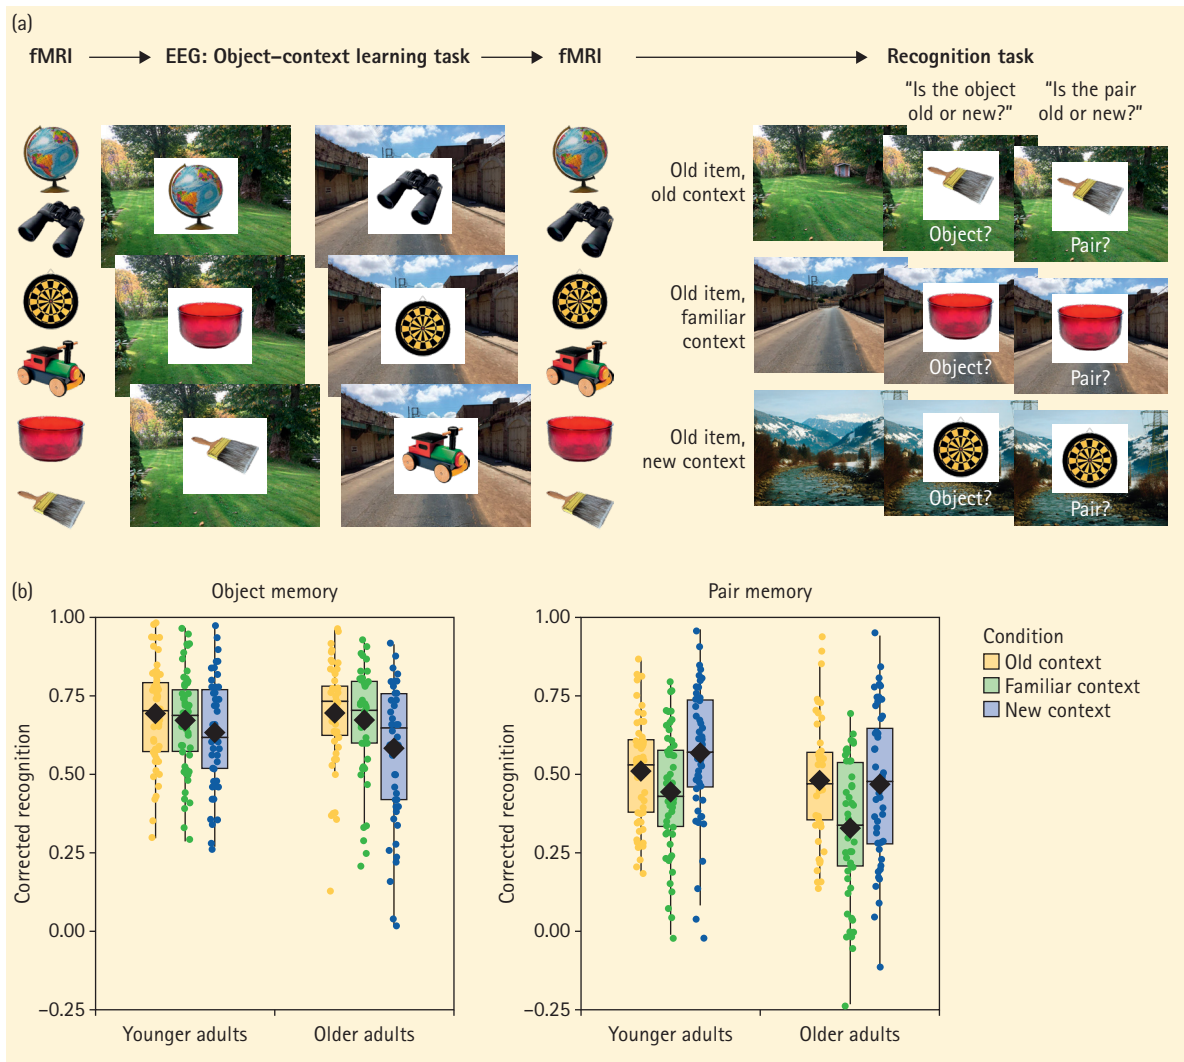 (a)
fMRI
EEG: Object–context learning task
fMRI
Recognition task
“Is the object
old or new?”
“Is the pair
old or new?”
Old item,
old context
Object?
Pair?
Old item,
familiar
context
Object?
Pair?
Old item,
new context
Object?
Pair?
(b)
Object memory
Corrected recognition
1.00
0.75
0.50
0.25
0.00
–0.25
Younger adults
Older adults
Pair memory
Corrected recognition
1.00
0.75
0.50
0.25
0.00
–0.25
Younger adults
Older adults
Condition
Old context
Familiar context
New context